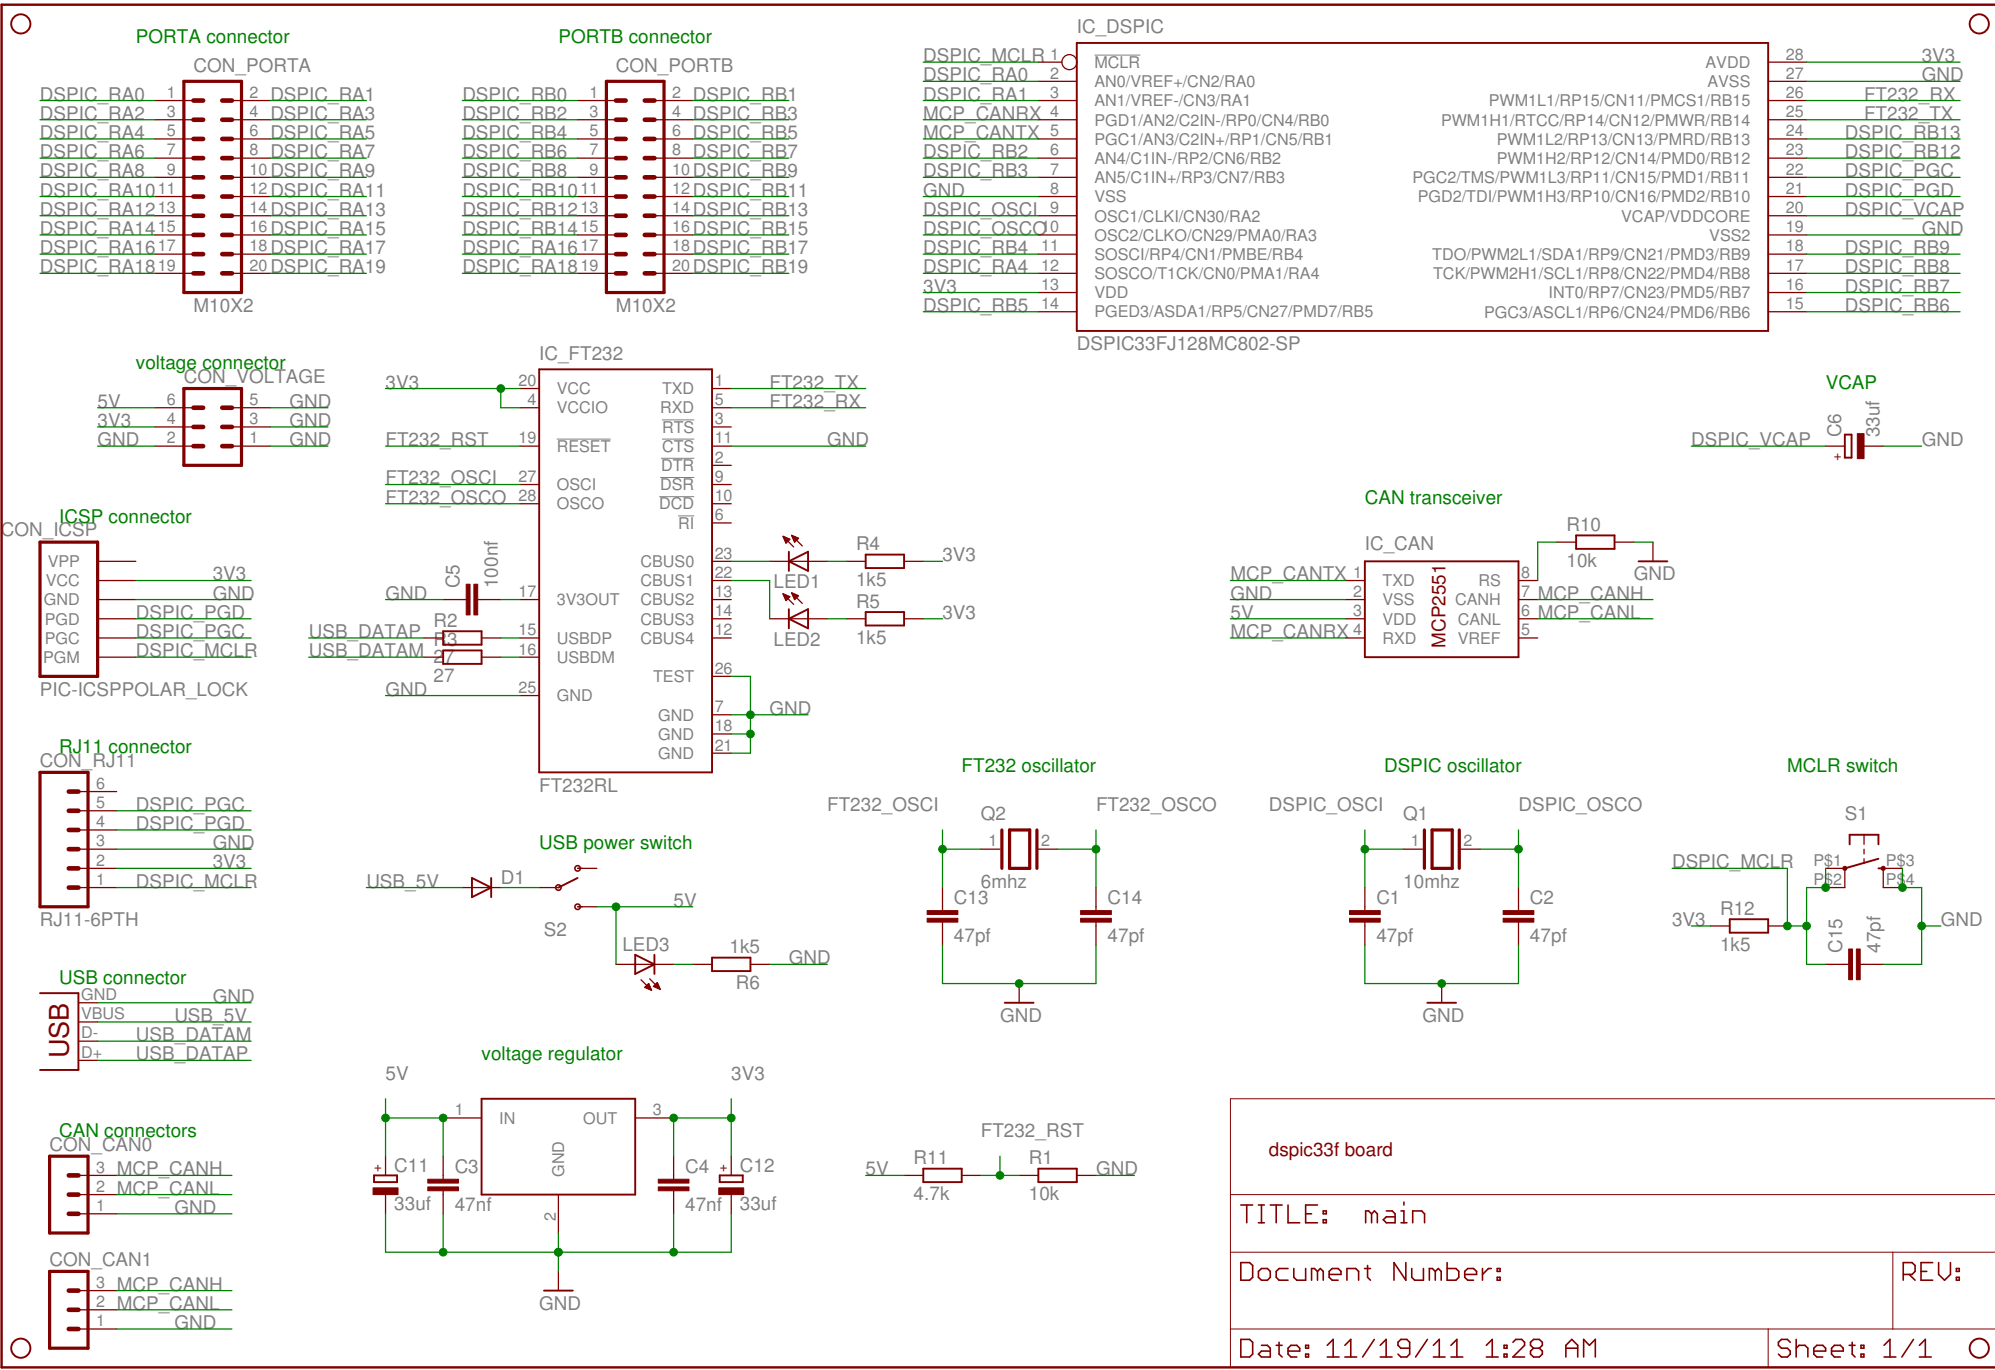 PORTA connector
CON_PORTA
DSPIC_RA0 1 2 DSPIC_RA1
DSPIC_RA2 3 4 DSPIC_RA3
DSPIC_RA4 5 6 DSPIC_RA5
DSPIC_RA6 7 8 DSPIC_RA7
DSPIC_RA8 9 10 DSPIC_RA9
DSPIC_RA10 11 12 DSPIC_RA11
DSPIC_RA12 13 14 DSPIC_RA13
DSPIC_RA14 15 16 DSPIC_RA15
DSPIC_RA16 17 18 DSPIC_RA17
DSPIC_RA18 19 20 DSPIC_RA19
M10X2
PORTB connector
CON_PORTB
DSPIC_RB0 1 2 DSPIC_RB1
DSPIC_RB2 3 4 DSPIC_RB3
DSPIC_RB4 5 6 DSPIC_RB5
DSPIC_RB6 7 8 DSPIC_RB7
DSPIC_RB8 9 10 DSPIC_RB9
DSPIC_RB10 11 12 DSPIC_RB11
DSPIC_RB12 13 14 DSPIC_RB13
DSPIC_RB14 15 16 DSPIC_RB15
DSPIC_RA16 17 18 DSPIC_RB17
DSPIC_RA18 19 20 DSPIC_RB19
M10X2
IC_DSPIC
DSPIC_MCLR 1 MCLR AVDD 28 3V3
DSPIC_RA0 2 AN0/VREF+/CN2/RA0 AVSS 27 GND
DSPIC_RA1 3 AN1/VREF-/CN3/RA1 PWM1L1/RP15/CN11/PMCS1/RB15 26 FT232_RX
MCP_CANRX 4 PGD1/AN2/C2IN-/RP0/CN4/RB0 PWM1H1/RTCC/RP14/CN12/PMWR/RB14 25 FT232_TX
MCP_CANTX 5 PGC1/AN3/C2IN+/RP1/CN5/RB1 PWM1L2/RP13/CN13/PMRD/RB13 24 DSPIC_RB13
DSPIC_RB2 6 AN4/C1IN-/RP2/CN6/RB2 PWM1H2/RP12/CN14/PMD0/RB12 23 DSPIC_RB12
DSPIC_RB3 7 AN5/C1IN+/RP3/CN7/RB3 PGC2/TMS/PWM1L3/RP11/CN15/PMD1/RB11 22 DSPIC_PGC
GND 8 VSS PGD2/TDI/PWM1H3/RP10/CN16/PMD2/RB10 21 DSPIC_PGD
DSPIC_OSCI 9 OSC1/CLKI/CN30/RA2 VCAP/VDDCORE 20 DSPIC_VCAP
DSPIC_OSCO 10 OSC2/CLKO/CN29/PMA0/RA3 VSS2 19 GND
DSPIC_RB4 11 SOSCI/RP4/CN1/PMBE/RB4 TDO/PWM2L1/SDA1/RP9/CN21/PMD3/RB9 18 DSPIC_RB9
DSPIC_RA4 12 SOSCO/T1CK/CN0/PMA1/RA4 TCK/PWM2H1/SCL1/RP8/CN22/PMD4/RB8 17 DSPIC_RB8
3V3 13 VDD INT0/RP7/CN23/PMD5/RB7 16 DSPIC_RB7
DSPIC_RB5 14 PGED3/ASDA1/RP5/CN27/PMD7/RB5 PGC3/ASCL1/RP6/CN24/PMD6/RB6 15 DSPIC_RB6
DSPIC33FJ128MC802-SP
voltage connector
CON_VOLTAGE
5V 6 5 GND
3V3 4 3 GND
GND 2 1 GND
IC_FT232
3V3 20 VCC TXD 1 FT232_TX
4 VCCIO RXD 5 FT232_RX
RTS 3
FT232_RST 19 RESET CTS 11 GND
DTR 2
FT232_OSCI 27 OSCI DSR 9
FT232_OSCO 28 OSCO DCD 10
RI 6
CBUS0 23 LED1 R4 1k5 3V3
CBUS1 22 LED2 R5 1k5 3V3
GND C5 100nf 17 3V3OUT CBUS2 13
CBUS3 14
USB_DATAP R2 27 15 USBDP CBUS4 12
USB_DATAM R3 27 16 USBDM
TEST 26
GND 25 GND
GND 7 GND
GND 18
GND 21
FT232RL
VCAP
DSPIC_VCAP + C6 33uf GND
ICSP connector
CON_ICSP
VPP
VCC 3V3
GND GND
PGD DSPIC_PGD
PGC DSPIC_PGC
PGM DSPIC_MCLR
PIC-ICSPPOLAR_LOCK
CAN transceiver
IC_CAN
R10
10k
GND
MCP2551
MCP_CANTX 1 TXD RS 8
GND 2 VSS CANH 7 MCP_CANH
5V 3 VDD CANL 6 MCP_CANL
MCP_CANRX 4 RXD VREF 5
RJ11 connector
CON_RJ11
6
5 DSPIC_PGC
4 DSPIC_PGD
3 GND
2 3V3
1 DSPIC_MCLR
RJ11-6PTH
USB power switch
USB_5V D1
S2
5V
LED3 1k5 GND
R6
FT232 oscillator
FT232_OSCI FT232_OSCO
Q2
1 2
6mhz
C13 C14
47pf 47pf
GND
DSPIC oscillator
DSPIC_OSCI DSPIC_OSCO
Q1
1 2
10mhz
C1 C2
47pf 47pf
GND
MCLR switch
S1
DSPIC_MCLR P$1 P$3
P$2 P$4
3V3 R12 GND
1k5
C15 47pf
USB connector
USB
GND GND
VBUS USB_5V
D- USB_DATAM
D+ USB_DATAP
voltage regulator
5V 3V3
1 IN OUT 3
GND
2
+ C11 C3 C4 + C12
33uf 47nf 47nf 33uf
GND
FT232_RST
5V R11 R1 GND
4.7k 10k
CAN connectors
CON_CAN0
3 MCP_CANH
2 MCP_CANL
1 GND
CON_CAN1
3 MCP_CANH
2 MCP_CANL
1 GND
dspic33f board
TITLE: main
Document Number: REV:
Date: 11/19/11 1:28 AM Sheet: 1/1